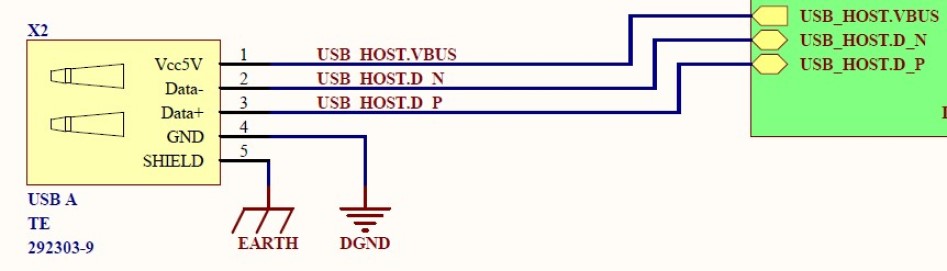 X2
Vcc5V 1 USB_HOST.VBUS
Data- 2 USB_HOST.D_N
Data+ 3 USB_HOST.D_P
GND 4
SHIELD 5
USB_HOST.VBUS
USB_HOST.D_N
USB_HOST.D_P
USB A
TE
292303-9
EARTH
DGND